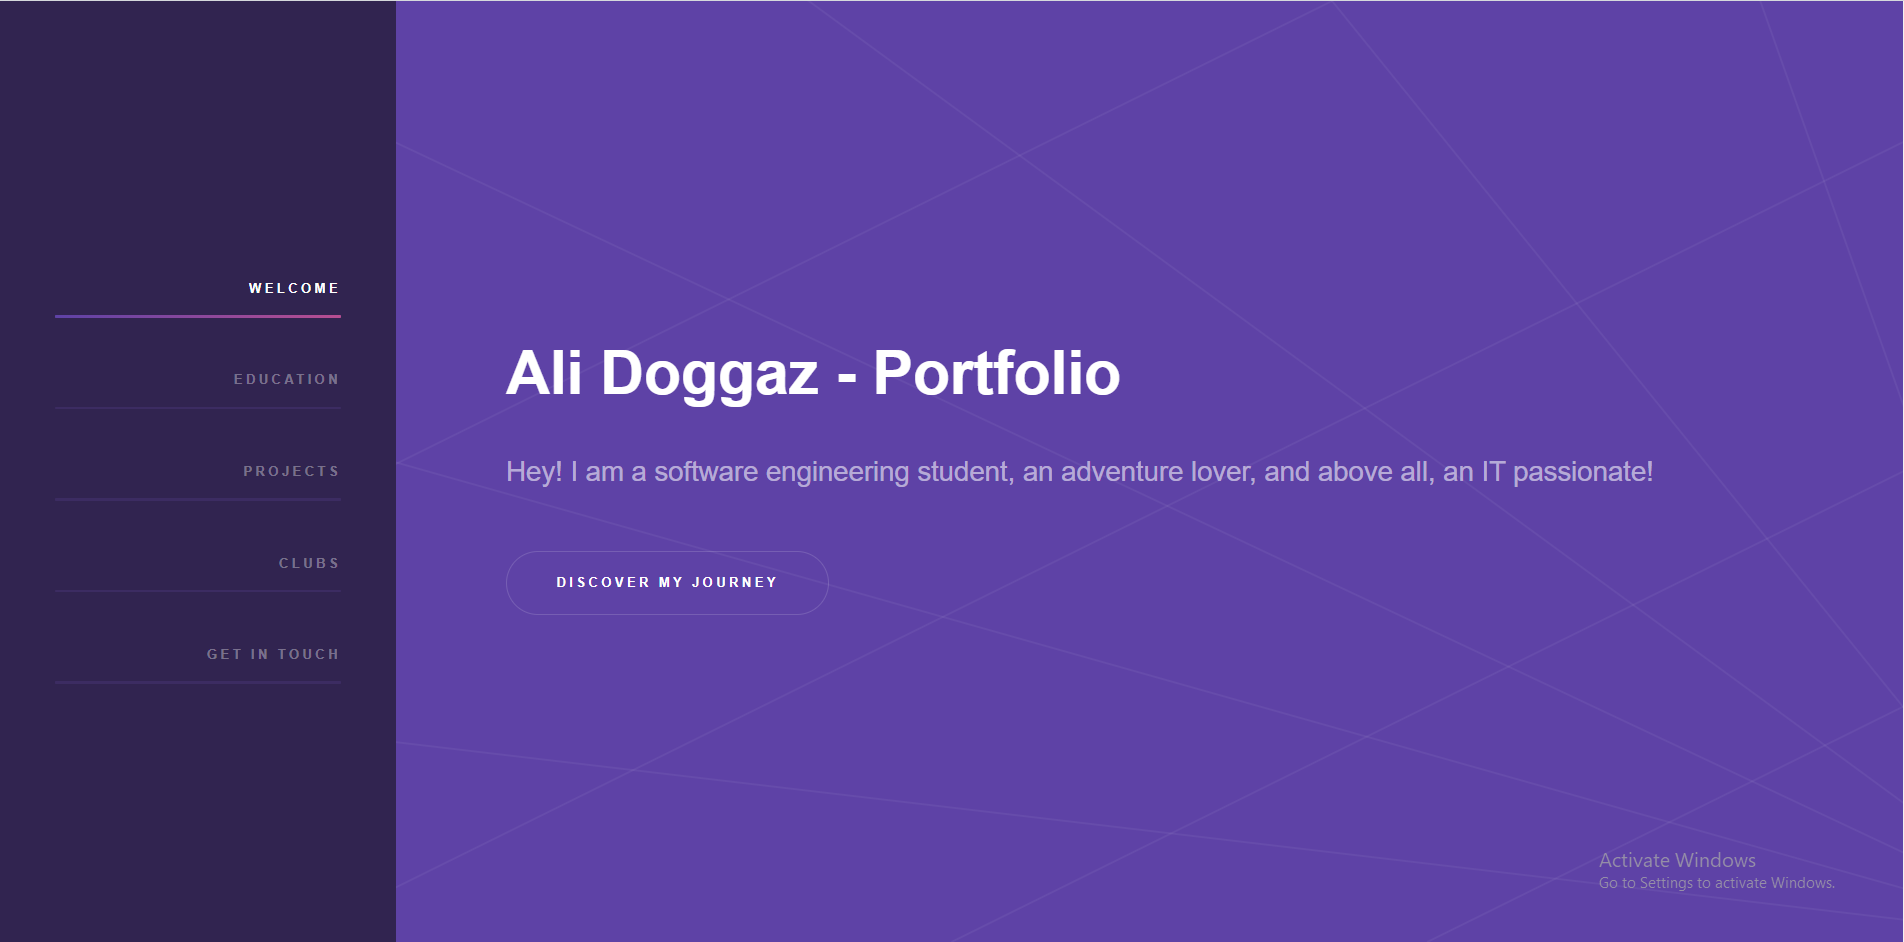 WELCOME
EDUCATION
PROJECTS
CLUBS
GET IN TOUCH
Ali Doggaz - Portfolio
Hey! I am a software engineering student, an adventure lover, and above all, an IT passionate!
DISCOVER MY JOURNEY
Activate Windows
Go to Settings to activate Windows.